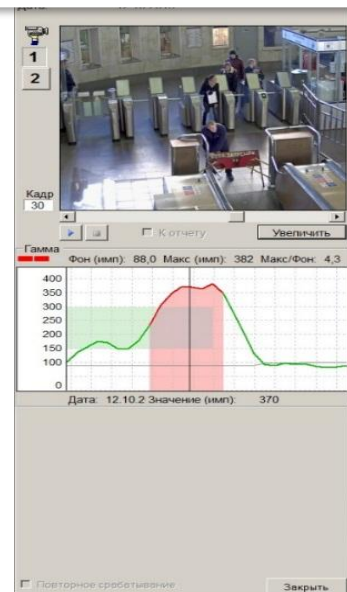 1
2
Кадр
30
К отчету
Увеличить
Гамма
Фон (имп): 88,0 Макс (имп): 382 Макс/Фон: 4,3
400
350
300
250
200
150
100
0
Дата: 12.10.2 Значение (имп): 370
Повторное срабатывание
Закрыть